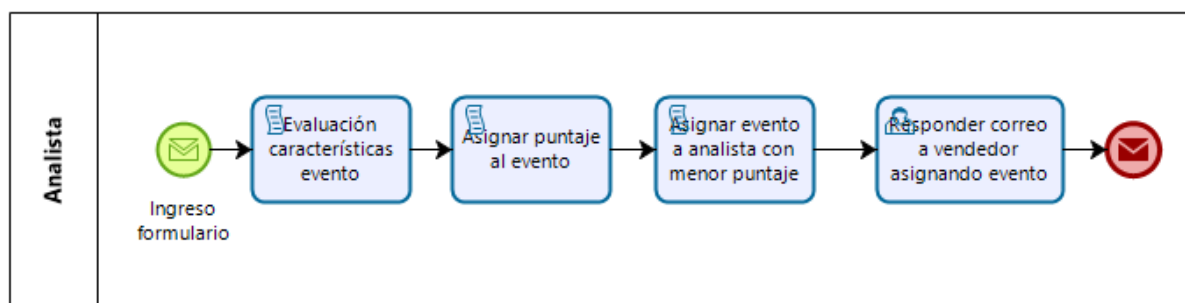 Analista
Ingreso
formulario
Evaluación
características
evento
Asignar puntaje
al evento
Asignar evento
a analista con
menor puntaje
Responder correo
a vendedor
asignando evento